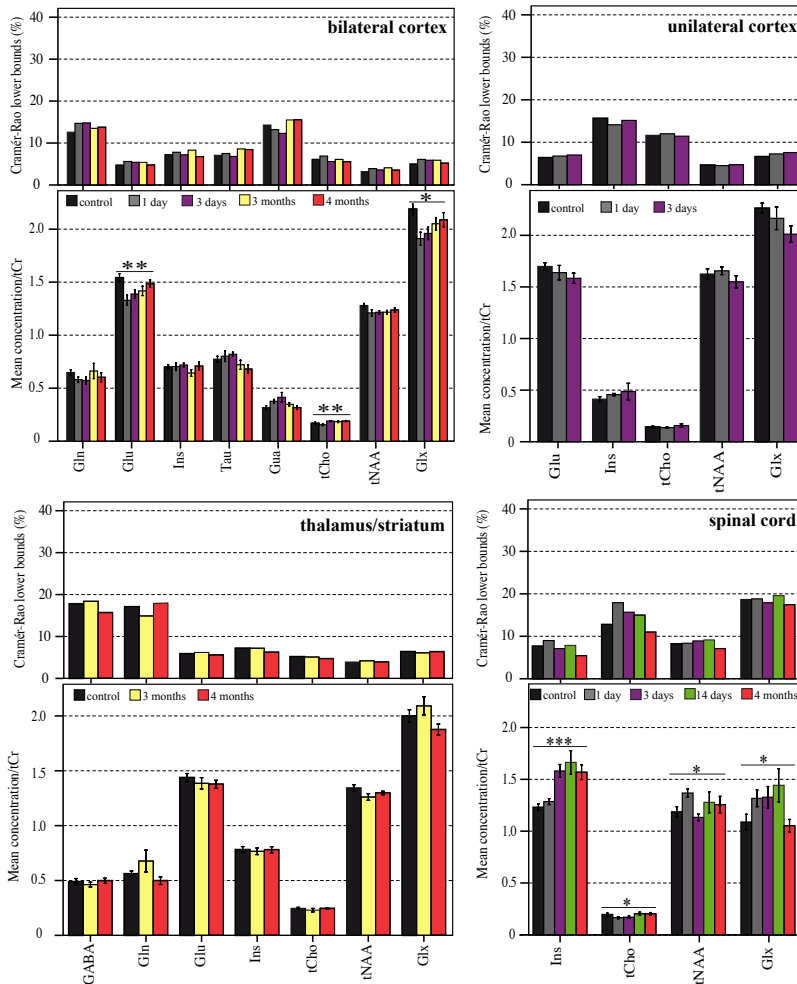 bilateral cortex
Cramér-Rao lower bounds (%)
40
30
20
10
0
control 1 day 3 days 3 months 4 months
Mean concentration/tCr
2.0
1.5
1.0
0.5
0
**
**
*
Gln Glu Ins Tau Gua tCho tNAA Glx
unilateral cortex
Cramér-Rao lower bounds (%)
40
30
20
10
0
control 1 day 3 days
Mean concentration/tCr
2.0
1.5
1.0
0.5
0
Glu Ins tCho tNAA Glx
thalamus/striatum
Cramér-Rao lower bounds (%)
40
30
20
10
0
control 3 months 4 months
Mean concentration/tCr
2.0
1.5
1.0
0.5
0
GABA Gln Glu Ins tCho tNAA Glx
spinal cord
Cramér-Rao lower bounds (%)
40
30
20
10
0
control 1 day 3 days 14 days 4 months
Mean concentration/tCr
2.0
1.5
1.0
0.5
0
***
*
*
*
Ins tCho tNAA Glx